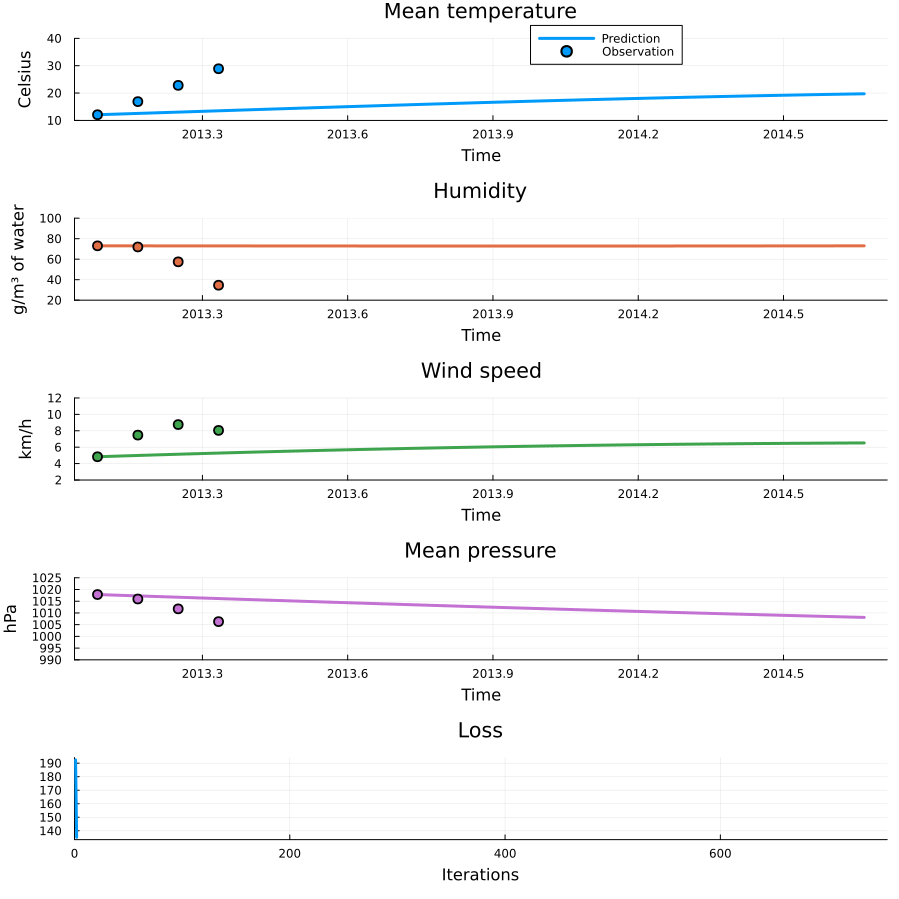 Mean temperature
Prediction
Observation
40
30
20
10
Celsius
2013.3 2013.6 2013.9 2014.2 2014.5
Time
Humidity
100
80
60
40
20
g/m³ of water
2013.3 2013.6 2013.9 2014.2 2014.5
Time
Wind speed
12
10
8
6
4
2
km/h
2013.3 2013.6 2013.9 2014.2 2014.5
Time
Mean pressure
1025
1020
1015
1010
1005
1000
995
990
hPa
2013.3 2013.6 2013.9 2014.2 2014.5
Time
Loss
190
180
170
160
150
140
0 200 400 600
Iterations